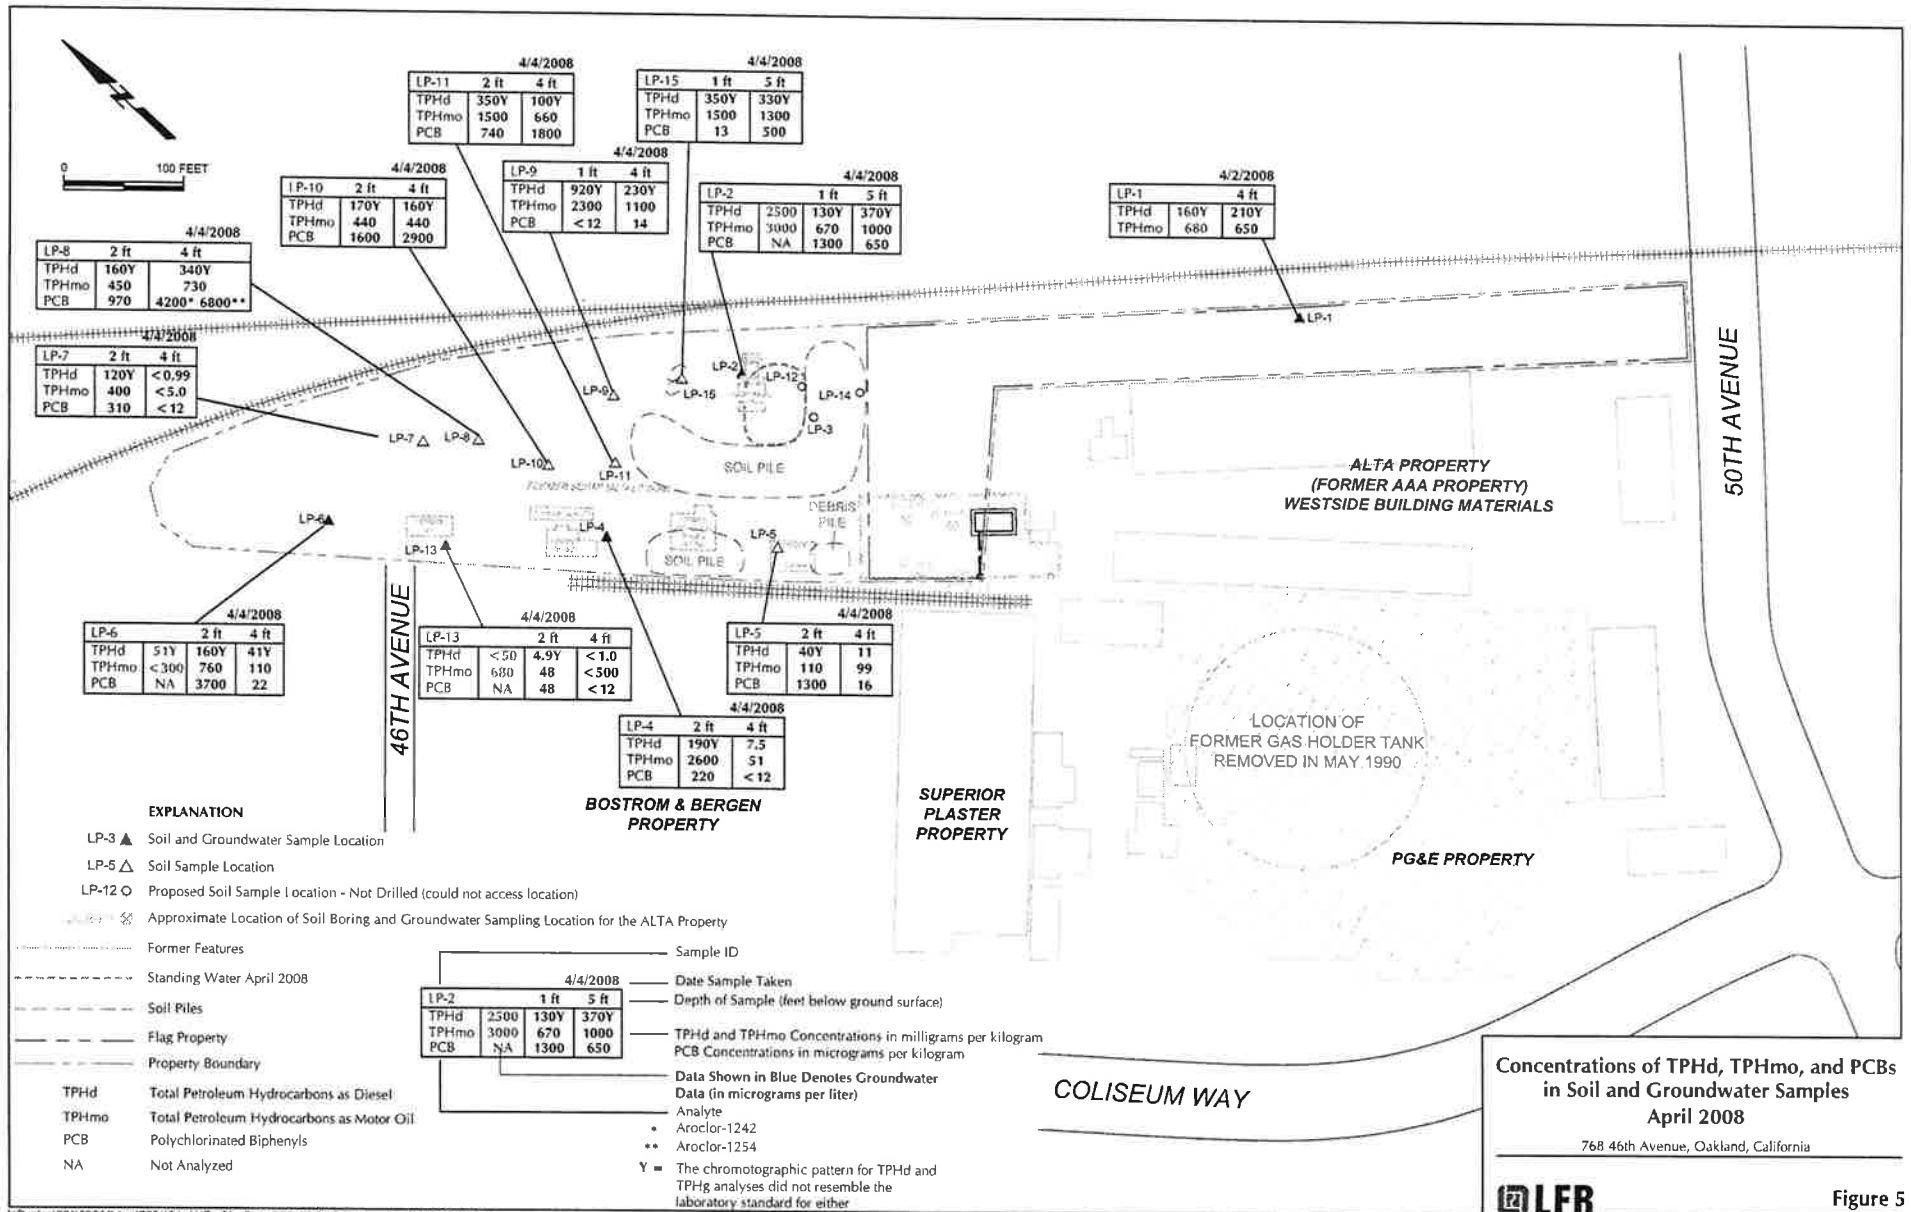 0 100 FEET
4/4/2008
LP-11 2 ft 4 ft
TPHd 350Y 100Y
TPHmo 1500 660
PCB 740 1800
4/4/2008
LP-15 1 ft 5 ft
TPHd 350Y 330Y
TPHmo 1500 1300
PCB 13 500
4/4/2008
LP-10 2 ft 4 ft
TPHd 170Y 160Y
TPHmo 440 440
PCB 1600 2900
4/4/2008
LP-9 1 ft 4 ft
TPHd 920Y 230Y
TPHmo 2300 1100
PCB <12 14
4/4/2008
LP-2 1 ft 5 ft
TPHd 2500 130Y 370Y
TPHmo 3000 670 1000
PCB NA 1300 650
4/2/2008
LP-1 4 ft
TPHd 160Y 210Y
TPHmo 680 650
4/4/2008
LP-8 2 ft 4 ft
TPHd 160Y 340Y
TPHmo 450 730
PCB 970 4200* 6800**
4/4/2008
LP-7 2 ft 4 ft
TPHd 120Y <0.99
TPHmo 400 <5.0
PCB 310 <12
LP-1
LP-2
LP-12
LP-9
LP-15
LP-14
LP-3
LP-7
LP-8
LP-10
LP-11
SOIL PILE
LP-6
LP-13
LP-4
LP-5
SOIL PILE
DEBRIS
PILE
ALTA PROPERTY
(FORMER AAA PROPERTY)
WESTSIDE BUILDING MATERIALS
50TH AVENUE
46TH AVENUE
4/4/2008
LP-6 2 ft 4 ft
TPHd 51Y 160Y 41Y
TPHmo <300 760 110
PCB NA 3700 22
4/4/2008
LP-13 2 ft 4 ft
TPHd <50 4.9Y <1.0
TPHmo 680 48 <500
PCB NA 48 <12
4/4/2008
LP-5 2 ft 4 ft
TPHd 40Y 11
TPHmo 110 99
PCB 1300 16
4/4/2008
LP-4 2 ft 4 ft
TPHd 190Y 7.5
TPHmo 2600 51
PCB 220 <12
BOSTROM & BERGEN
PROPERTY
SUPERIOR
PLASTER
PROPERTY
LOCATION OF
FORMER GAS HOLDER TANK
REMOVED IN MAY 1990
PG&E PROPERTY
COLISEUM WAY
EXPLANATION
LP-3 Soil and Groundwater Sample Location
LP-5 Soil Sample Location
LP-12 Proposed Soil Sample Location - Not Drilled (could not access location)
Approximate Location of Soil Boring and Groundwater Sampling Location for the ALTA Property
Former Features
Standing Water April 2008
Soil Piles
Flag Property
Property Boundary
TPHd Total Petroleum Hydrocarbons as Diesel
TPHmo Total Petroleum Hydrocarbons as Motor Oil
PCB Polychlorinated Biphenyls
NA Not Analyzed
Sample ID
4/4/2008 Date Sample Taken
LP-2 1 ft 5 ft Depth of Sample (feet below ground surface)
TPHd 2500 130Y 370Y
TPHmo 3000 670 1000 TPHd and TPHmo Concentrations in milligrams per kilogram
PCB NA 1300 650 PCB Concentrations in micrograms per kilogram
Data Shown in Blue Denotes Groundwater
Data (in micrograms per liter)
Analyte
* Aroclor-1242
** Aroclor-1254
Y = The chromotographic pattern for TPHd and
TPHg analyses did not resemble the
laboratory standard for either
Concentrations of TPHd, TPHmo, and PCBs
in Soil and Groundwater Samples
April 2008
768 46th Avenue, Oakland, California
LFR
Figure 5